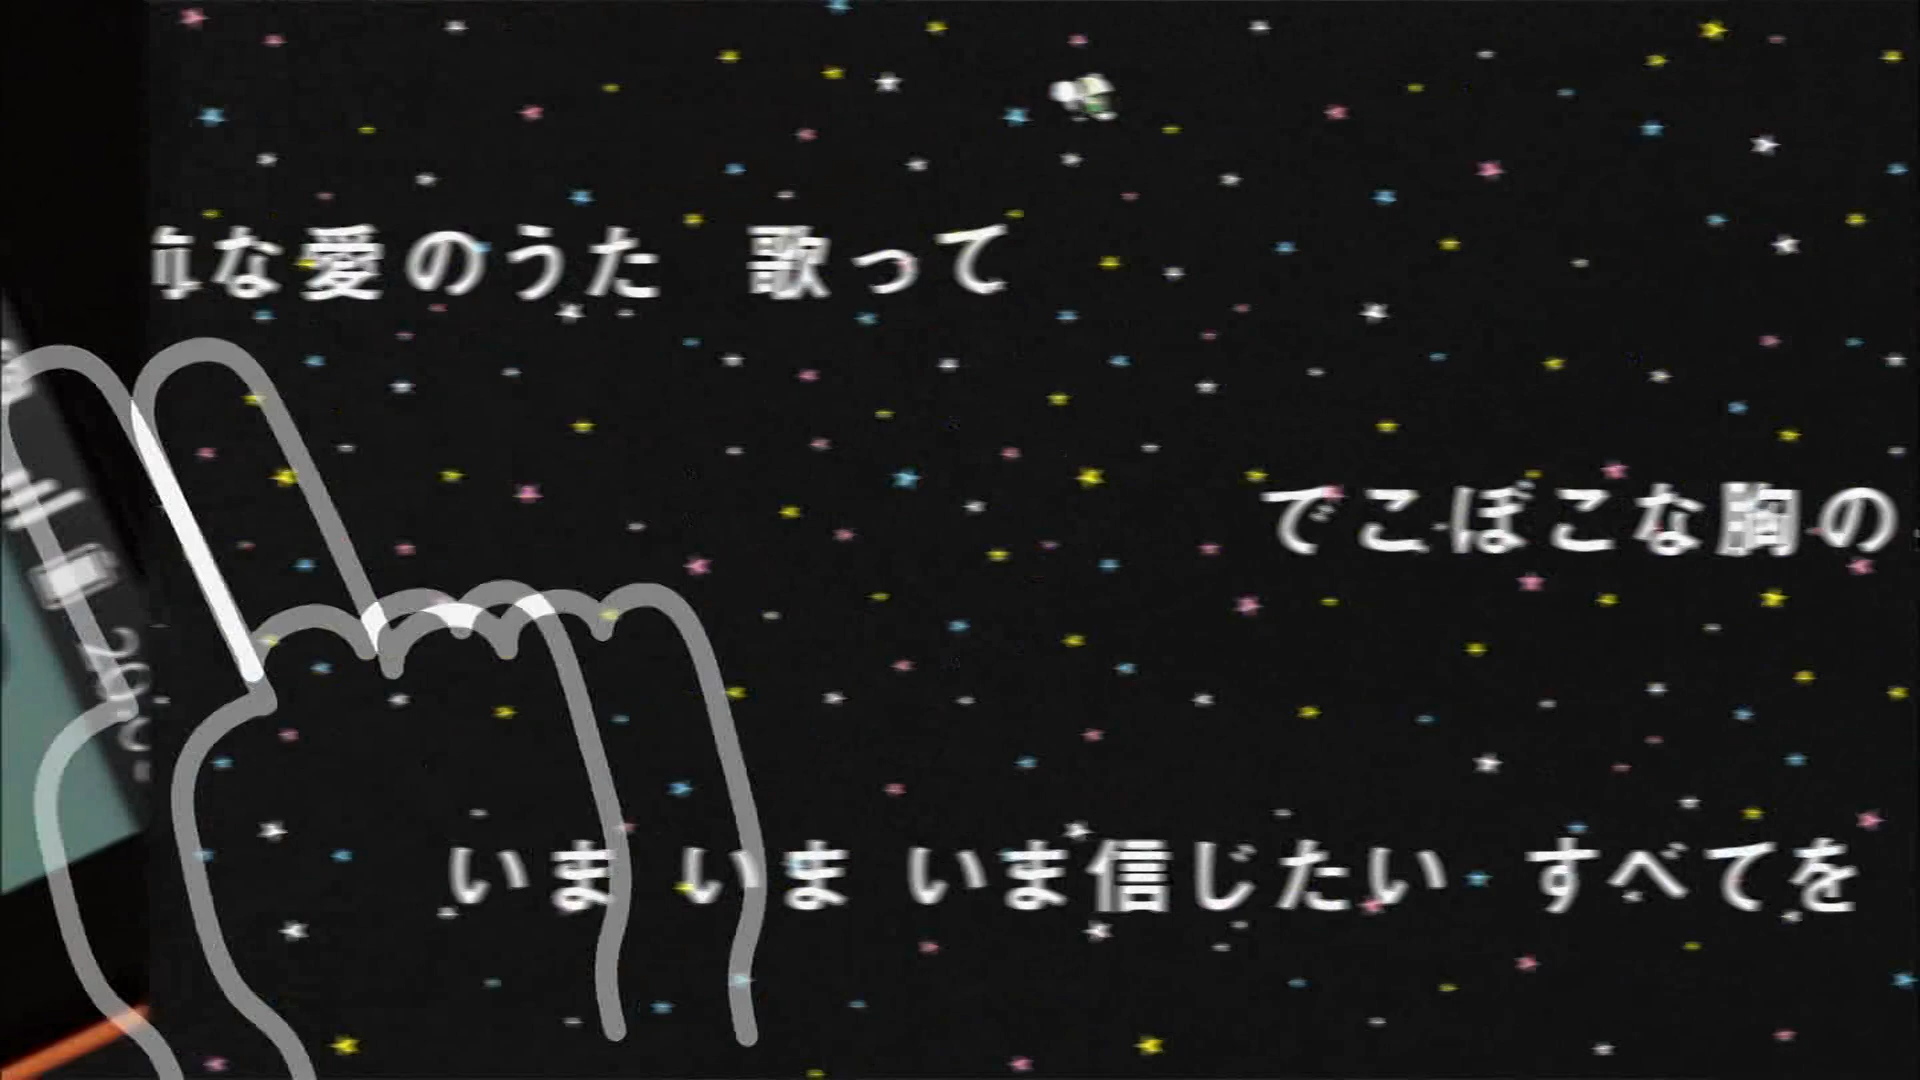 な愛のうた　歌って
でこぼこな胸の
いま いま いま信じたい すべてを